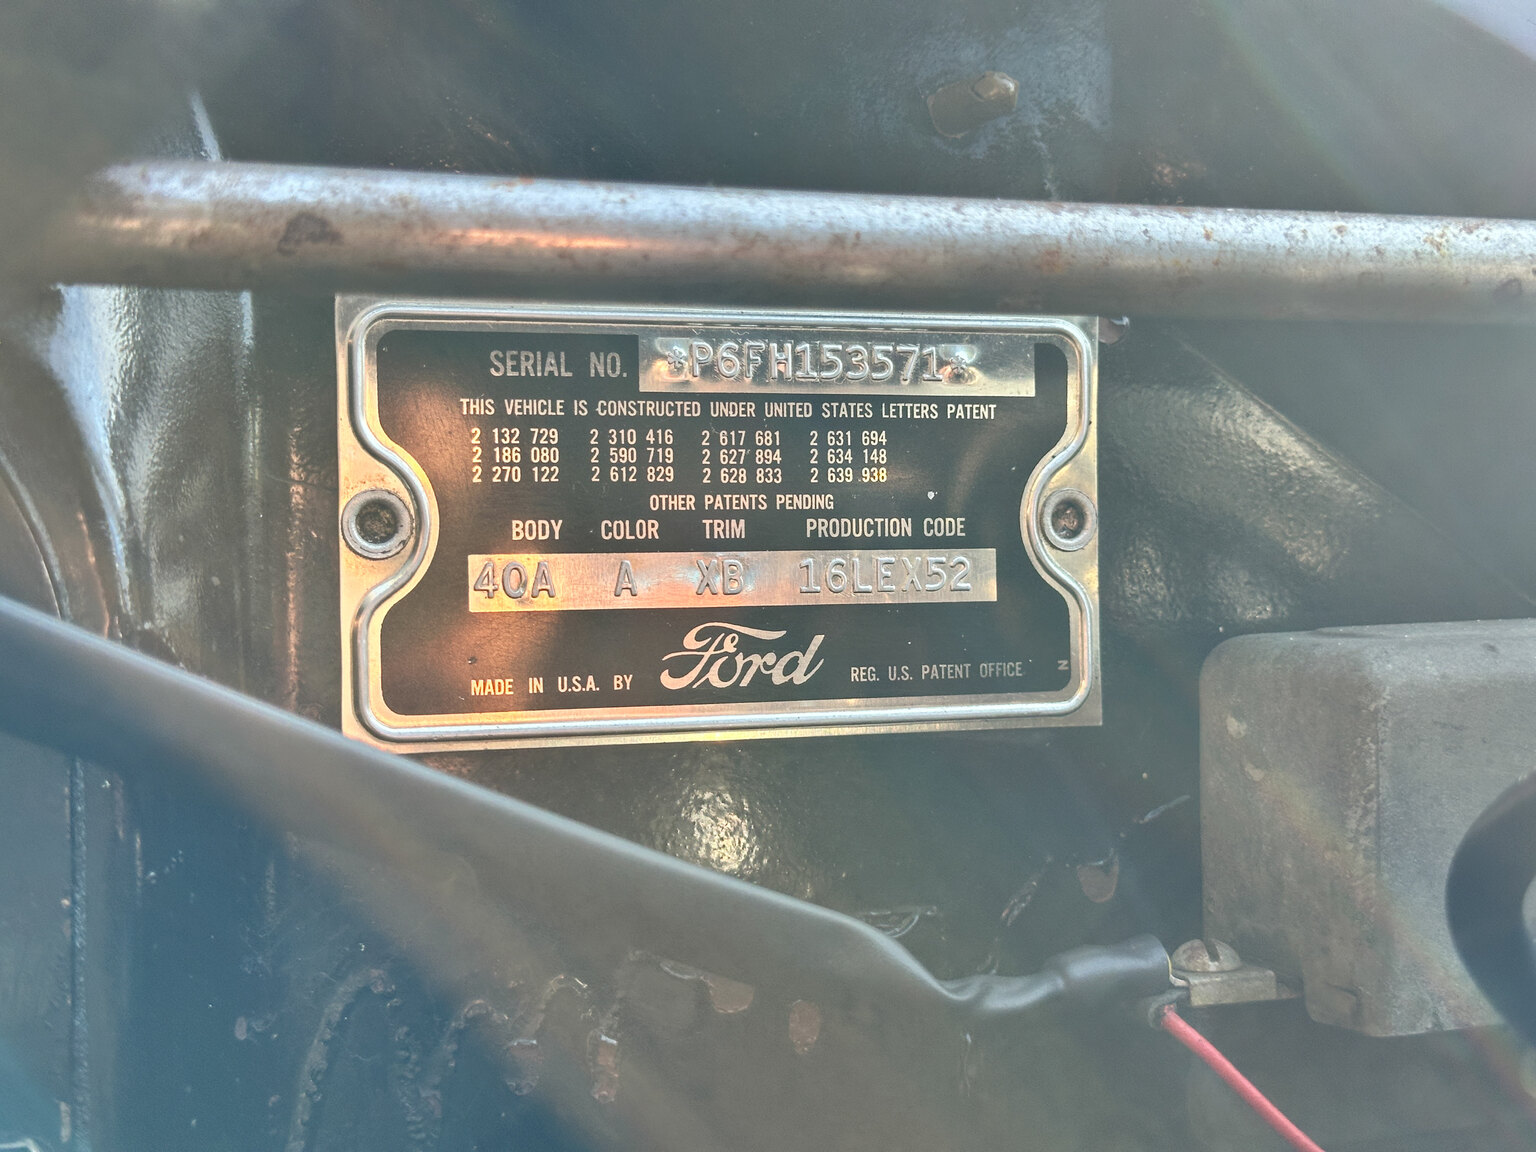 SERIAL NO. *P6FH153571*
THIS VEHICLE IS CONSTRUCTED UNDER UNITED STATES LETTERS PATENT
2 132 729 2 310 416 2 617 681 2 631 694
2 186 080 2 590 719 2 627 894 2 634 148
2 270 122 2 612 829 2 628 833 2 639 938
OTHER PATENTS PENDING
BODY COLOR TRIM PRODUCTION CODE
40A A XB 16LEX52
MADE IN U.S.A. BY Ford REG. U.S. PATENT OFFICE N